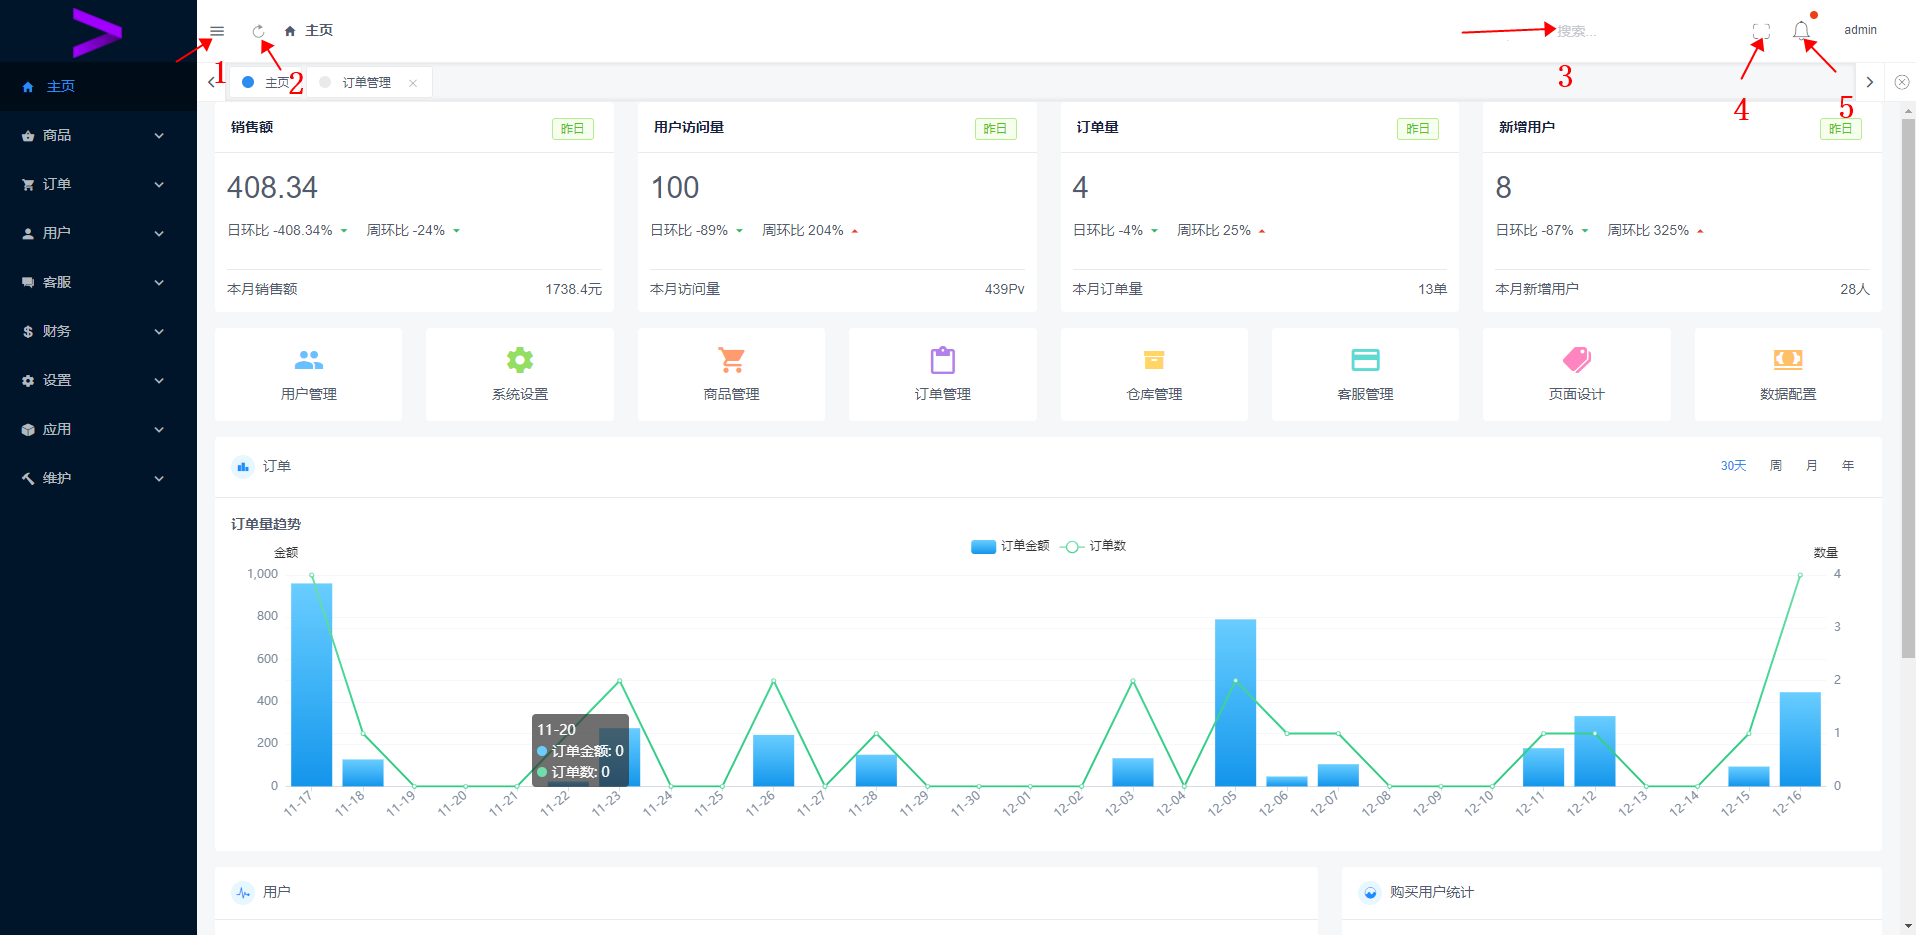 主页
搜索...
admin
1
2
3
4
5
主页
订单管理
主页
商品
订单
用户
客服
财务
设置
应用
维护
销售额 昨日
408.34
日环比 -408.34% 周环比 -24%
本月销售额 1738.4元
用户访问量 昨日
100
日环比 -89% 周环比 204%
本月访问量 439Pv
订单量 昨日
4
日环比 -4% 周环比 25%
本月订单量 13单
新增用户 昨日
8
日环比 -87% 周环比 325%
本月新增用户 28人
用户管理
系统设置
商品管理
订单管理
仓库管理
客服管理
页面设计
数据配置
订单
30天 周 月 年
订单量趋势
订单金额 订单数
金额
数量
1,000
800
600
400
200
0
4
3
2
1
0
11-20
订单金额: 0
订单数: 0
11-17 11-18 11-19 11-20 11-21 11-22 11-23 11-24 11-25 11-26 11-27 11-28 11-29 11-30 12-01 12-02 12-03 12-04 12-05 12-06 12-07 12-08 12-09 12-10 12-11 12-12 12-13 12-14 12-15 12-16
用户
购买用户统计